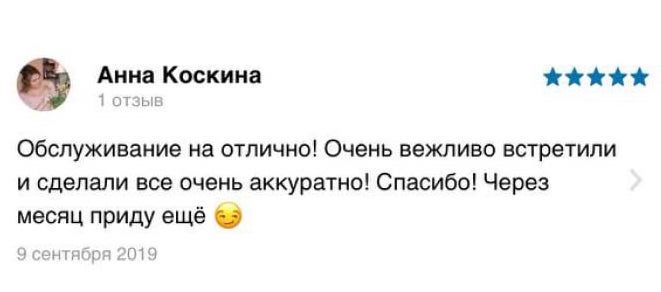 Анна Коскина
1 отзыв
Обслуживание на отлично! Очень вежливо встретили
и сделали все очень аккуратно! Спасибо! Через
месяц приду ещё 😏
9 сентября 2019